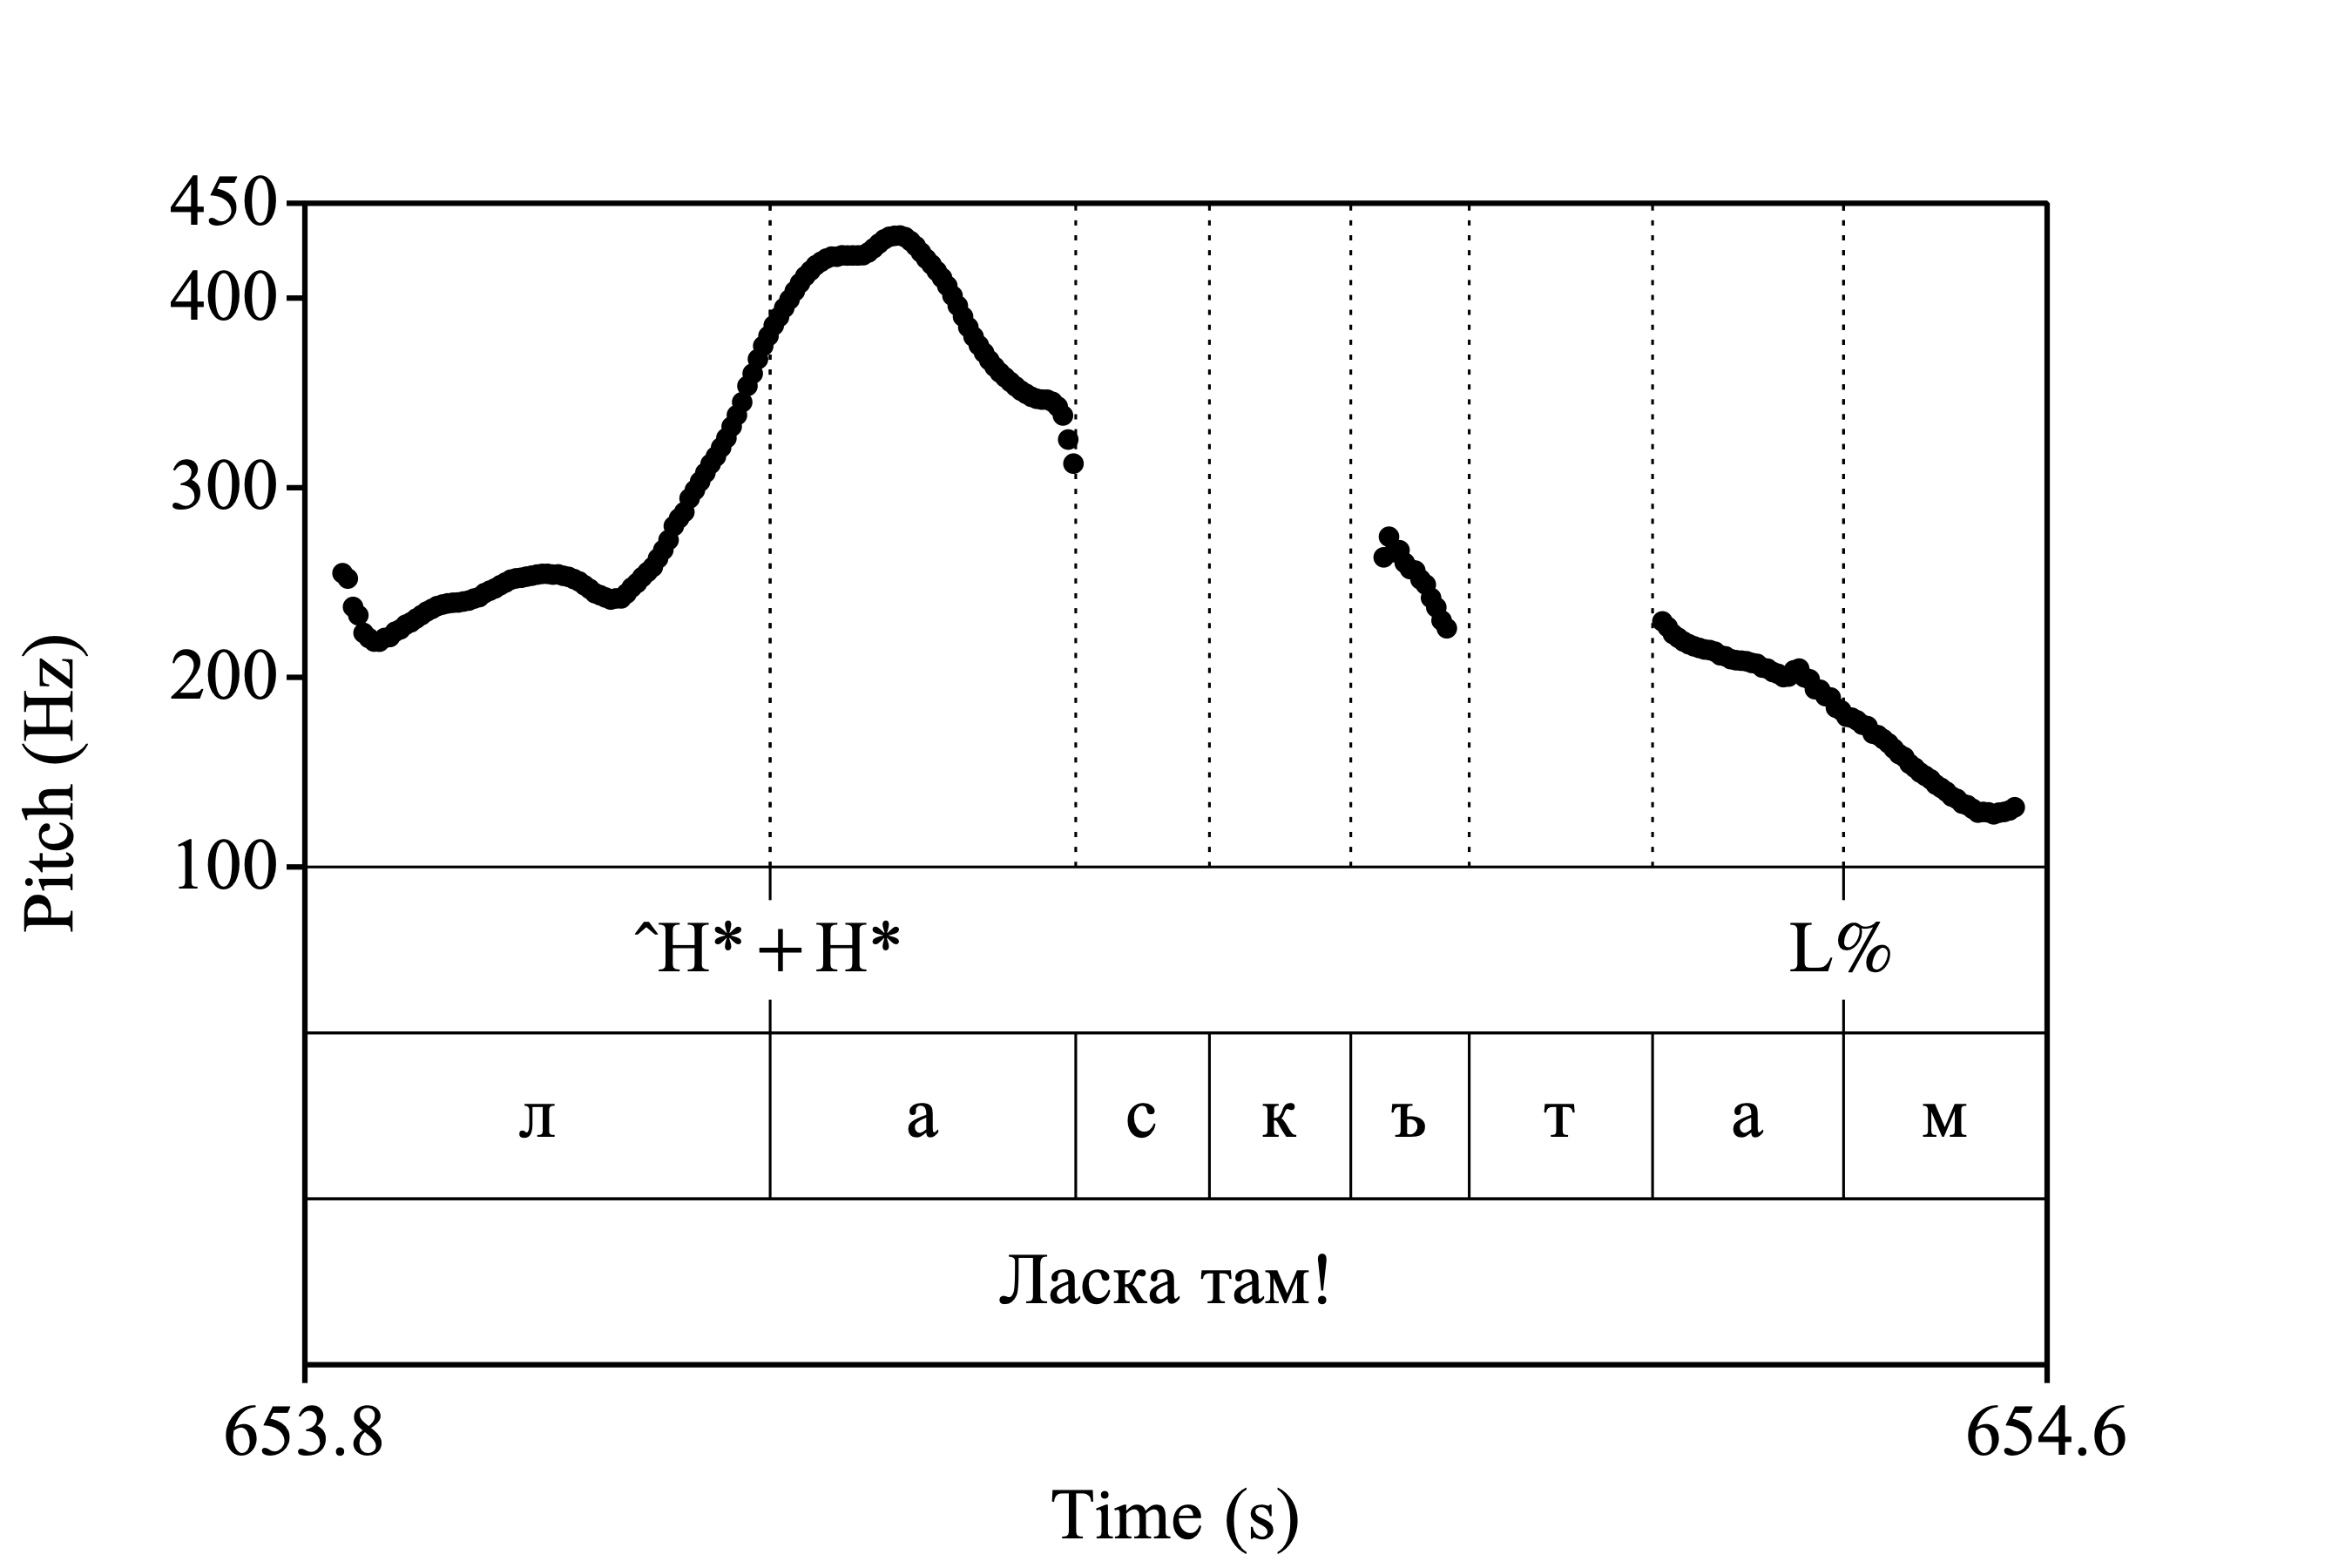 450
400
300
200
100
Pitch (Hz)
^H*+H* L%
л а с к ъ т а м
Ласка там!
653.8 654.6
Time (s)